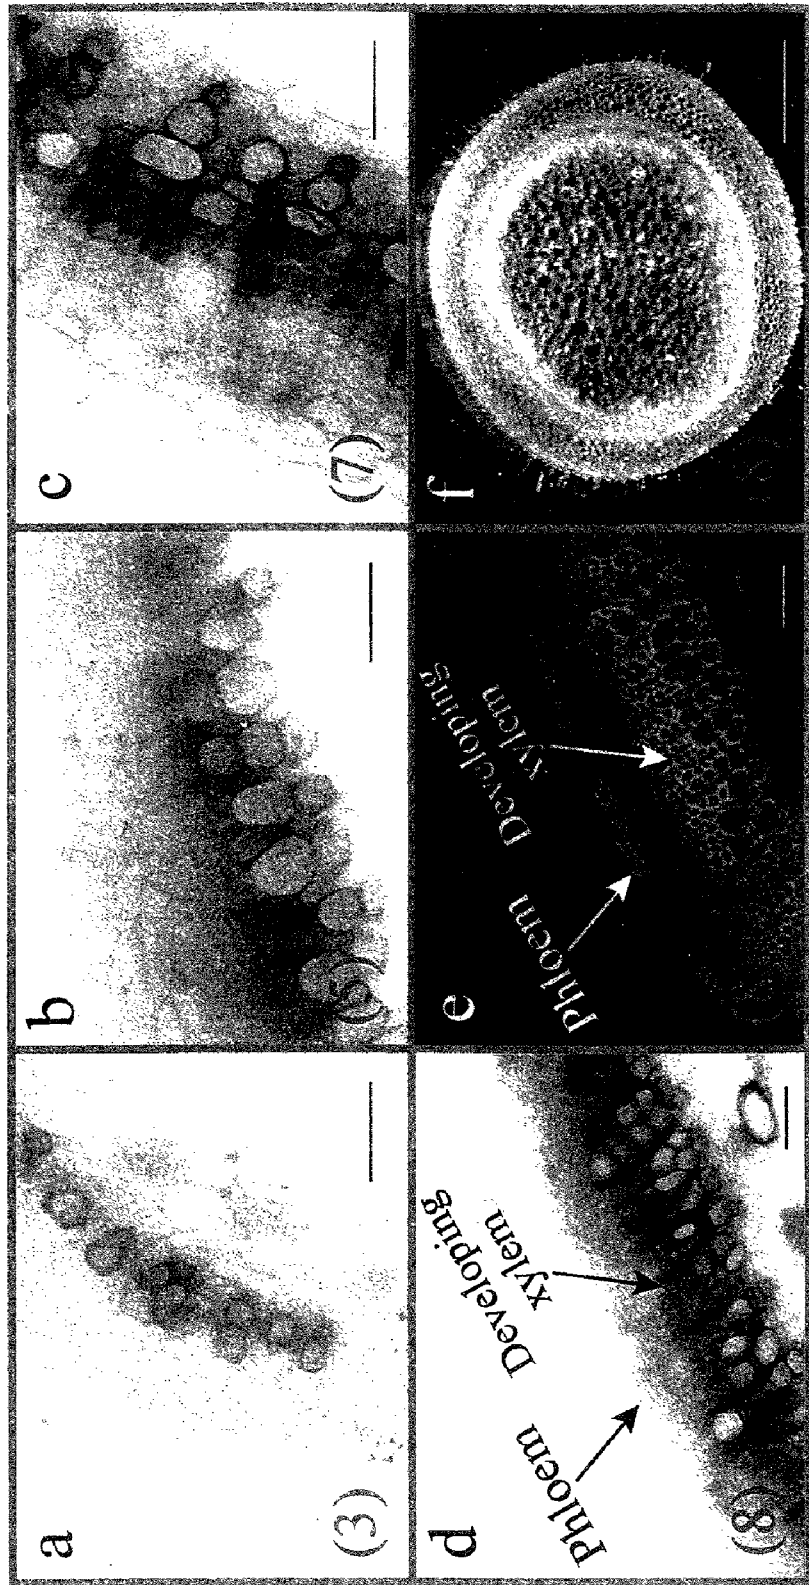 a
(3)
b
(5)
c
(7)
d
Phloem
Developing
xylem
(8)
e
Phloem
Developing
xylem
f